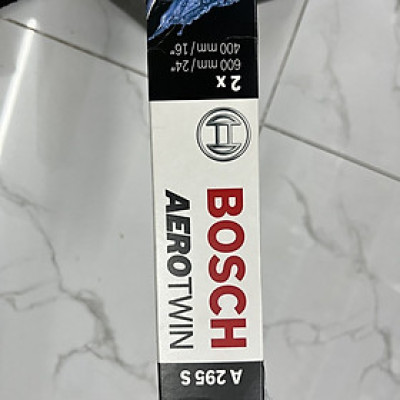 2 x
600 mm / 24"
400 mm / 16"
BOSCH
AEROTWIN
A 295 S